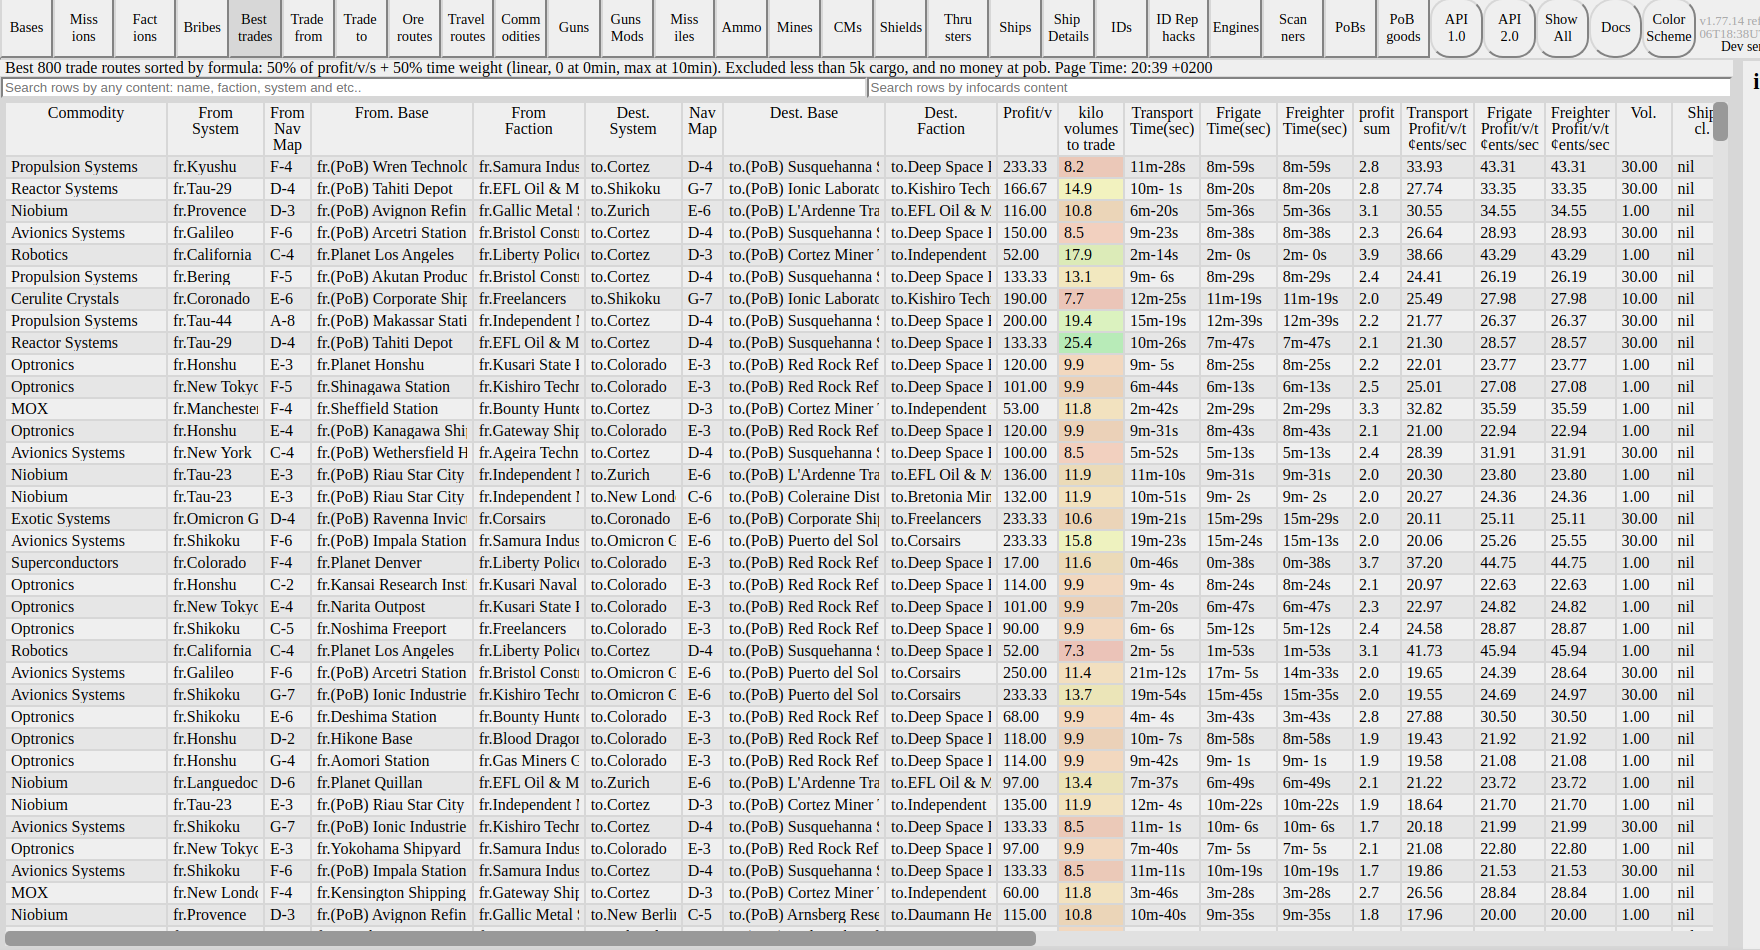 Bases Miss ions Fact ions Bribes Best trades Trade from Trade to Ore routes Travel routes Comm odities Guns Guns Mods Miss iles Ammo Mines CMs Shields Thru sters Ships Ship Details IDs ID Rep hacks Engines Scan ners PoBs PoB goods API 1.0 API 2.0 Show All Docs Color Scheme v1.77.14 ref 06T18:38U Dev ser
Best 800 trade routes sorted by formula: 50% of profit/v/s + 50% time weight (linear, 0 at 0min, max at 10min). Excluded less than 5k cargo, and no money at pob. Page Time: 20:39 +0200
Search rows by any content: name, faction, system and etc.. Search rows by infocards content
Commodity From System From Nav Map From. Base From Faction Dest. System Nav Map Dest. Base Dest. Faction Profit/v kilo volumes to trade Transport Time(sec) Frigate Time(sec) Freighter Time(sec) profit sum Transport Profit/v/t ¢ents/sec Frigate Profit/v/t ¢ents/sec Freighter Profit/v/t ¢ents/sec Vol. Ship cl.
Propulsion Systems fr.Kyushu F-4 fr.(PoB) Wren Technolo fr.Samura Indus to.Cortez D-4 to.(PoB) Susquehanna S to.Deep Space 233.33 8.2 11m-28s 8m-59s 8m-59s 2.8 33.93 43.31 43.31 30.00 nil
Reactor Systems fr.Tau-29 D-4 fr.(PoB) Tahiti Depot fr.EFL Oil & M to.Shikoku G-7 to.(PoB) Ionic Laborato to.Kishiro Tech 166.67 14.9 10m- 1s 8m-20s 8m-20s 2.8 27.74 33.35 33.35 30.00 nil
Niobium fr.Provence D-3 fr.(PoB) Avignon Refin fr.Gallic Metal S to.Zurich E-6 to.(PoB) L'Ardenne Tra to.EFL Oil & M 116.00 10.8 6m-20s 5m-36s 5m-36s 3.1 30.55 34.55 34.55 1.00 nil
Avionics Systems fr.Galileo F-6 fr.(PoB) Arcetri Station fr.Bristol Const to.Cortez D-4 to.(PoB) Susquehanna S to.Deep Space 150.00 8.5 9m-23s 8m-38s 8m-38s 2.3 26.64 28.93 28.93 30.00 nil
Robotics fr.California C-4 fr.Planet Los Angeles fr.Liberty Police to.Cortez D-3 to.(PoB) Cortez Miner to.Independent 52.00 17.9 2m-14s 2m- 0s 2m- 0s 3.9 38.66 43.29 43.29 1.00 nil
Propulsion Systems fr.Bering F-5 fr.(PoB) Akutan Produc fr.Bristol Const to.Cortez D-4 to.(PoB) Susquehanna S to.Deep Space 133.33 13.1 9m- 6s 8m-29s 8m-29s 2.4 24.41 26.19 26.19 30.00 nil
Cerulite Crystals fr.Coronado E-6 fr.(PoB) Corporate Ship fr.Freelancers to.Shikoku G-7 to.(PoB) Ionic Laborato to.Kishiro Tech 190.00 7.7 12m-25s 11m-19s 11m-19s 2.0 25.49 27.98 27.98 10.00 nil
Propulsion Systems fr.Tau-44 A-8 fr.(PoB) Makassar Stati fr.Independent to.Cortez D-4 to.(PoB) Susquehanna S to.Deep Space 200.00 19.4 15m-19s 12m-39s 12m-39s 2.2 21.77 26.37 26.37 30.00 nil
Reactor Systems fr.Tau-29 D-4 fr.(PoB) Tahiti Depot fr.EFL Oil & M to.Cortez D-4 to.(PoB) Susquehanna S to.Deep Space 133.33 25.4 10m-26s 7m-47s 7m-47s 2.1 21.30 28.57 28.57 30.00 nil
Optronics fr.Honshu E-3 fr.Planet Honshu fr.Kusari State to.Colorado E-3 to.(PoB) Red Rock Ref to.Deep Space 120.00 9.9 9m- 5s 8m-25s 8m-25s 2.2 22.01 23.77 23.77 1.00 nil
Optronics fr.New Tokyo F-5 fr.Shinagawa Station fr.Kishiro Techn to.Colorado E-3 to.(PoB) Red Rock Ref to.Deep Space 101.00 9.9 6m-44s 6m-13s 6m-13s 2.5 25.01 27.08 27.08 1.00 nil
MOX fr.Manchester F-4 fr.Sheffield Station fr.Bounty Hunte to.Cortez D-3 to.(PoB) Cortez Miner to.Independent 53.00 11.8 2m-42s 2m-29s 2m-29s 3.3 32.82 35.59 35.59 1.00 nil
Optronics fr.Honshu E-4 fr.(PoB) Kanagawa Shi fr.Gateway Ship to.Colorado E-3 to.(PoB) Red Rock Ref to.Deep Space 120.00 9.9 9m-31s 8m-43s 8m-43s 2.1 21.00 22.94 22.94 1.00 nil
Avionics Systems fr.New York C-4 fr.(PoB) Wethersfield H fr.Ageira Techn to.Cortez D-4 to.(PoB) Susquehanna S to.Deep Space 100.00 8.5 5m-52s 5m-13s 5m-13s 2.4 28.39 31.91 31.91 30.00 nil
Niobium fr.Tau-23 E-3 fr.(PoB) Riau Star City fr.Independent to.Zurich E-6 to.(PoB) L'Ardenne Tra to.EFL Oil & M 136.00 11.9 11m-10s 9m-31s 9m-31s 2.0 20.30 23.80 23.80 1.00 nil
Niobium fr.Tau-23 E-3 fr.(PoB) Riau Star City fr.Independent to.New Lond C-6 to.(PoB) Coleraine Dist to.Bretonia Min 132.00 11.9 10m-51s 9m- 2s 9m- 2s 2.0 20.27 24.36 24.36 1.00 nil
Exotic Systems fr.Omicron G D-4 fr.(PoB) Ravenna Invic fr.Corsairs to.Coronado E-6 to.(PoB) Corporate Ship to.Freelancers 233.33 10.6 19m-21s 15m-29s 15m-29s 2.0 20.11 25.11 25.11 30.00 nil
Avionics Systems fr.Shikoku F-6 fr.(PoB) Impala Station fr.Samura Indus to.Omicron G E-6 to.(PoB) Puerto del Sol to.Corsairs 233.33 15.8 19m-23s 15m-24s 15m-13s 2.0 20.06 25.26 25.55 30.00 nil
Superconductors fr.Colorado F-4 fr.Planet Denver fr.Liberty Police to.Colorado E-3 to.(PoB) Red Rock Ref to.Deep Space 17.00 11.6 0m-46s 0m-38s 0m-38s 3.7 37.20 44.75 44.75 1.00 nil
Optronics fr.Honshu C-2 fr.Kansai Research Inst fr.Kusari Naval to.Colorado E-3 to.(PoB) Red Rock Ref to.Deep Space 114.00 9.9 9m- 4s 8m-24s 8m-24s 2.1 20.97 22.63 22.63 1.00 nil
Optronics fr.New Tokyo E-4 fr.Narita Outpost fr.Kusari State to.Colorado E-3 to.(PoB) Red Rock Ref to.Deep Space 101.00 9.9 7m-20s 6m-47s 6m-47s 2.3 22.97 24.82 24.82 1.00 nil
Optronics fr.Shikoku C-5 fr.Noshima Freeport fr.Freelancers to.Colorado E-3 to.(PoB) Red Rock Ref to.Deep Space 90.00 9.9 6m- 6s 5m-12s 5m-12s 2.4 24.58 28.87 28.87 1.00 nil
Robotics fr.California C-4 fr.Planet Los Angeles fr.Liberty Police to.Cortez D-4 to.(PoB) Susquehanna S to.Deep Space 52.00 7.3 2m- 5s 1m-53s 1m-53s 3.1 41.73 45.94 45.94 1.00 nil
Avionics Systems fr.Galileo F-6 fr.(PoB) Arcetri Station fr.Bristol Const to.Omicron G E-6 to.(PoB) Puerto del Sol to.Corsairs 250.00 11.4 21m-12s 17m- 5s 14m-33s 2.0 19.65 24.39 28.64 30.00 nil
Avionics Systems fr.Shikoku G-7 fr.(PoB) Ionic Industrie fr.Kishiro Techn to.Omicron G E-6 to.(PoB) Puerto del Sol to.Corsairs 233.33 13.7 19m-54s 15m-45s 15m-35s 2.0 19.55 24.69 24.97 30.00 nil
Optronics fr.Shikoku E-6 fr.Deshima Station fr.Bounty Hunte to.Colorado E-3 to.(PoB) Red Rock Ref to.Deep Space 68.00 9.9 4m- 4s 3m-43s 3m-43s 2.8 27.88 30.50 30.50 1.00 nil
Optronics fr.Honshu D-2 fr.Hikone Base fr.Blood Dragon to.Colorado E-3 to.(PoB) Red Rock Ref to.Deep Space 118.00 9.9 10m- 7s 8m-58s 8m-58s 1.9 19.43 21.92 21.92 1.00 nil
Optronics fr.Honshu G-4 fr.Aomori Station fr.Gas Miners G to.Colorado E-3 to.(PoB) Red Rock Ref to.Deep Space 114.00 9.9 9m-42s 9m- 1s 9m- 1s 1.9 19.58 21.08 21.08 1.00 nil
Niobium fr.Languedoc D-6 fr.Planet Quillan fr.EFL Oil & M to.Zurich E-6 to.(PoB) L'Ardenne Tra to.EFL Oil & M 97.00 13.4 7m-37s 6m-49s 6m-49s 2.1 21.22 23.72 23.72 1.00 nil
Niobium fr.Tau-23 E-3 fr.(PoB) Riau Star City fr.Independent to.Cortez D-3 to.(PoB) Cortez Miner to.Independent 135.00 11.9 12m- 4s 10m-22s 10m-22s 1.9 18.64 21.70 21.70 1.00 nil
Avionics Systems fr.Shikoku G-7 fr.(PoB) Ionic Industrie fr.Kishiro Techn to.Cortez D-4 to.(PoB) Susquehanna S to.Deep Space 133.33 8.5 11m- 1s 10m- 6s 10m- 6s 1.7 20.18 21.99 21.99 30.00 nil
Optronics fr.New Tokyo E-3 fr.Yokohama Shipyard fr.Samura Indus to.Colorado E-3 to.(PoB) Red Rock Ref to.Deep Space 97.00 9.9 7m-40s 7m- 5s 7m- 5s 2.1 21.08 22.80 22.80 1.00 nil
Avionics Systems fr.Shikoku F-6 fr.(PoB) Impala Station fr.Samura Indus to.Cortez D-4 to.(PoB) Susquehanna S to.Deep Space 133.33 8.5 11m-11s 10m-19s 10m-19s 1.7 19.86 21.53 21.53 30.00 nil
MOX fr.New Londo F-4 fr.Kensington Shipping fr.Gateway Ship to.Cortez D-3 to.(PoB) Cortez Miner to.Independent 60.00 11.8 3m-46s 3m-28s 3m-28s 2.7 26.56 28.84 28.84 1.00 nil
Niobium fr.Provence D-3 fr.(PoB) Avignon Refin fr.Gallic Metal S to.New Berlin C-5 to.(PoB) Arnsberg Rese to.Daumann He 115.00 10.8 10m-40s 9m-35s 9m-35s 1.8 17.96 20.00 20.00 1.00 nil